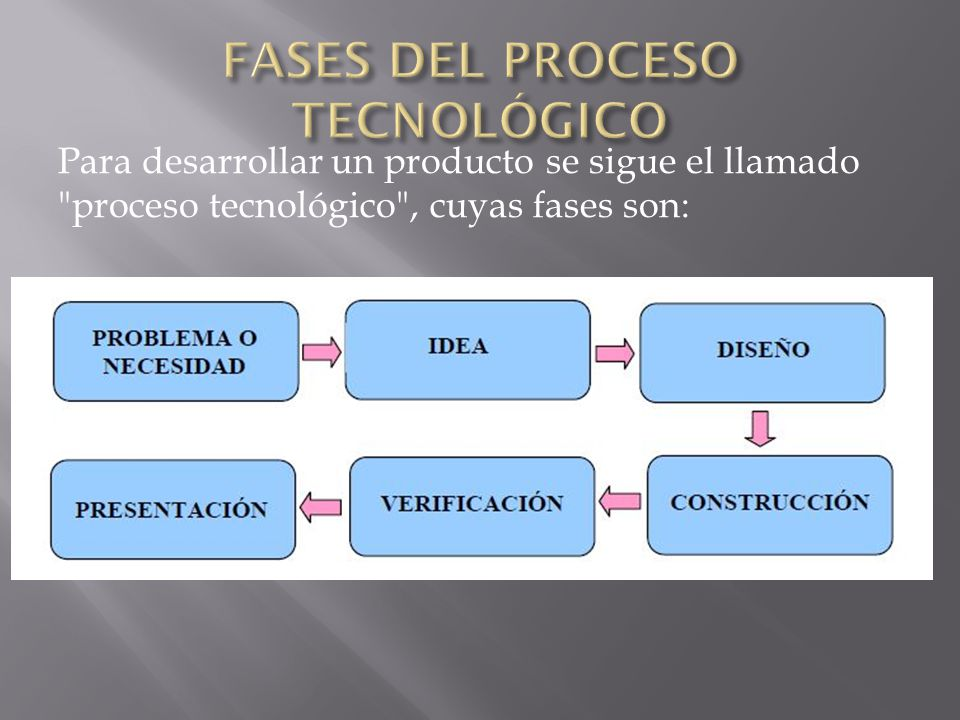 FASES DEL PROCESO
TECNOLÓGICO
Para desarrollar un producto se sigue el llamado
"proceso tecnológico", cuyas fases son:
PROBLEMA O
NECESIDAD
IDEA
DISEÑO
CONSTRUCCIÓN
VERIFICACIÓN
PRESENTACIÓN